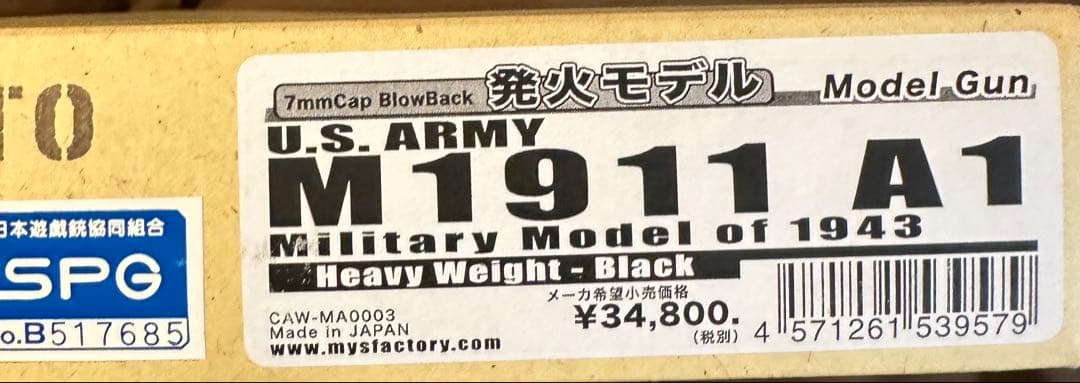 TO
日本遊戯銃協同組合
SPG
o.B517685
7mmCap BlowBack 発火モデル Model Gun
U.S. ARMY
M1911 A1
Military Model of 1943
Heavy Weight - Black
メーカ希望小売価格
¥34,800.
(税別)
CAW-MA0003
Made in JAPAN
www.mysfactory.com
4 571261 539579